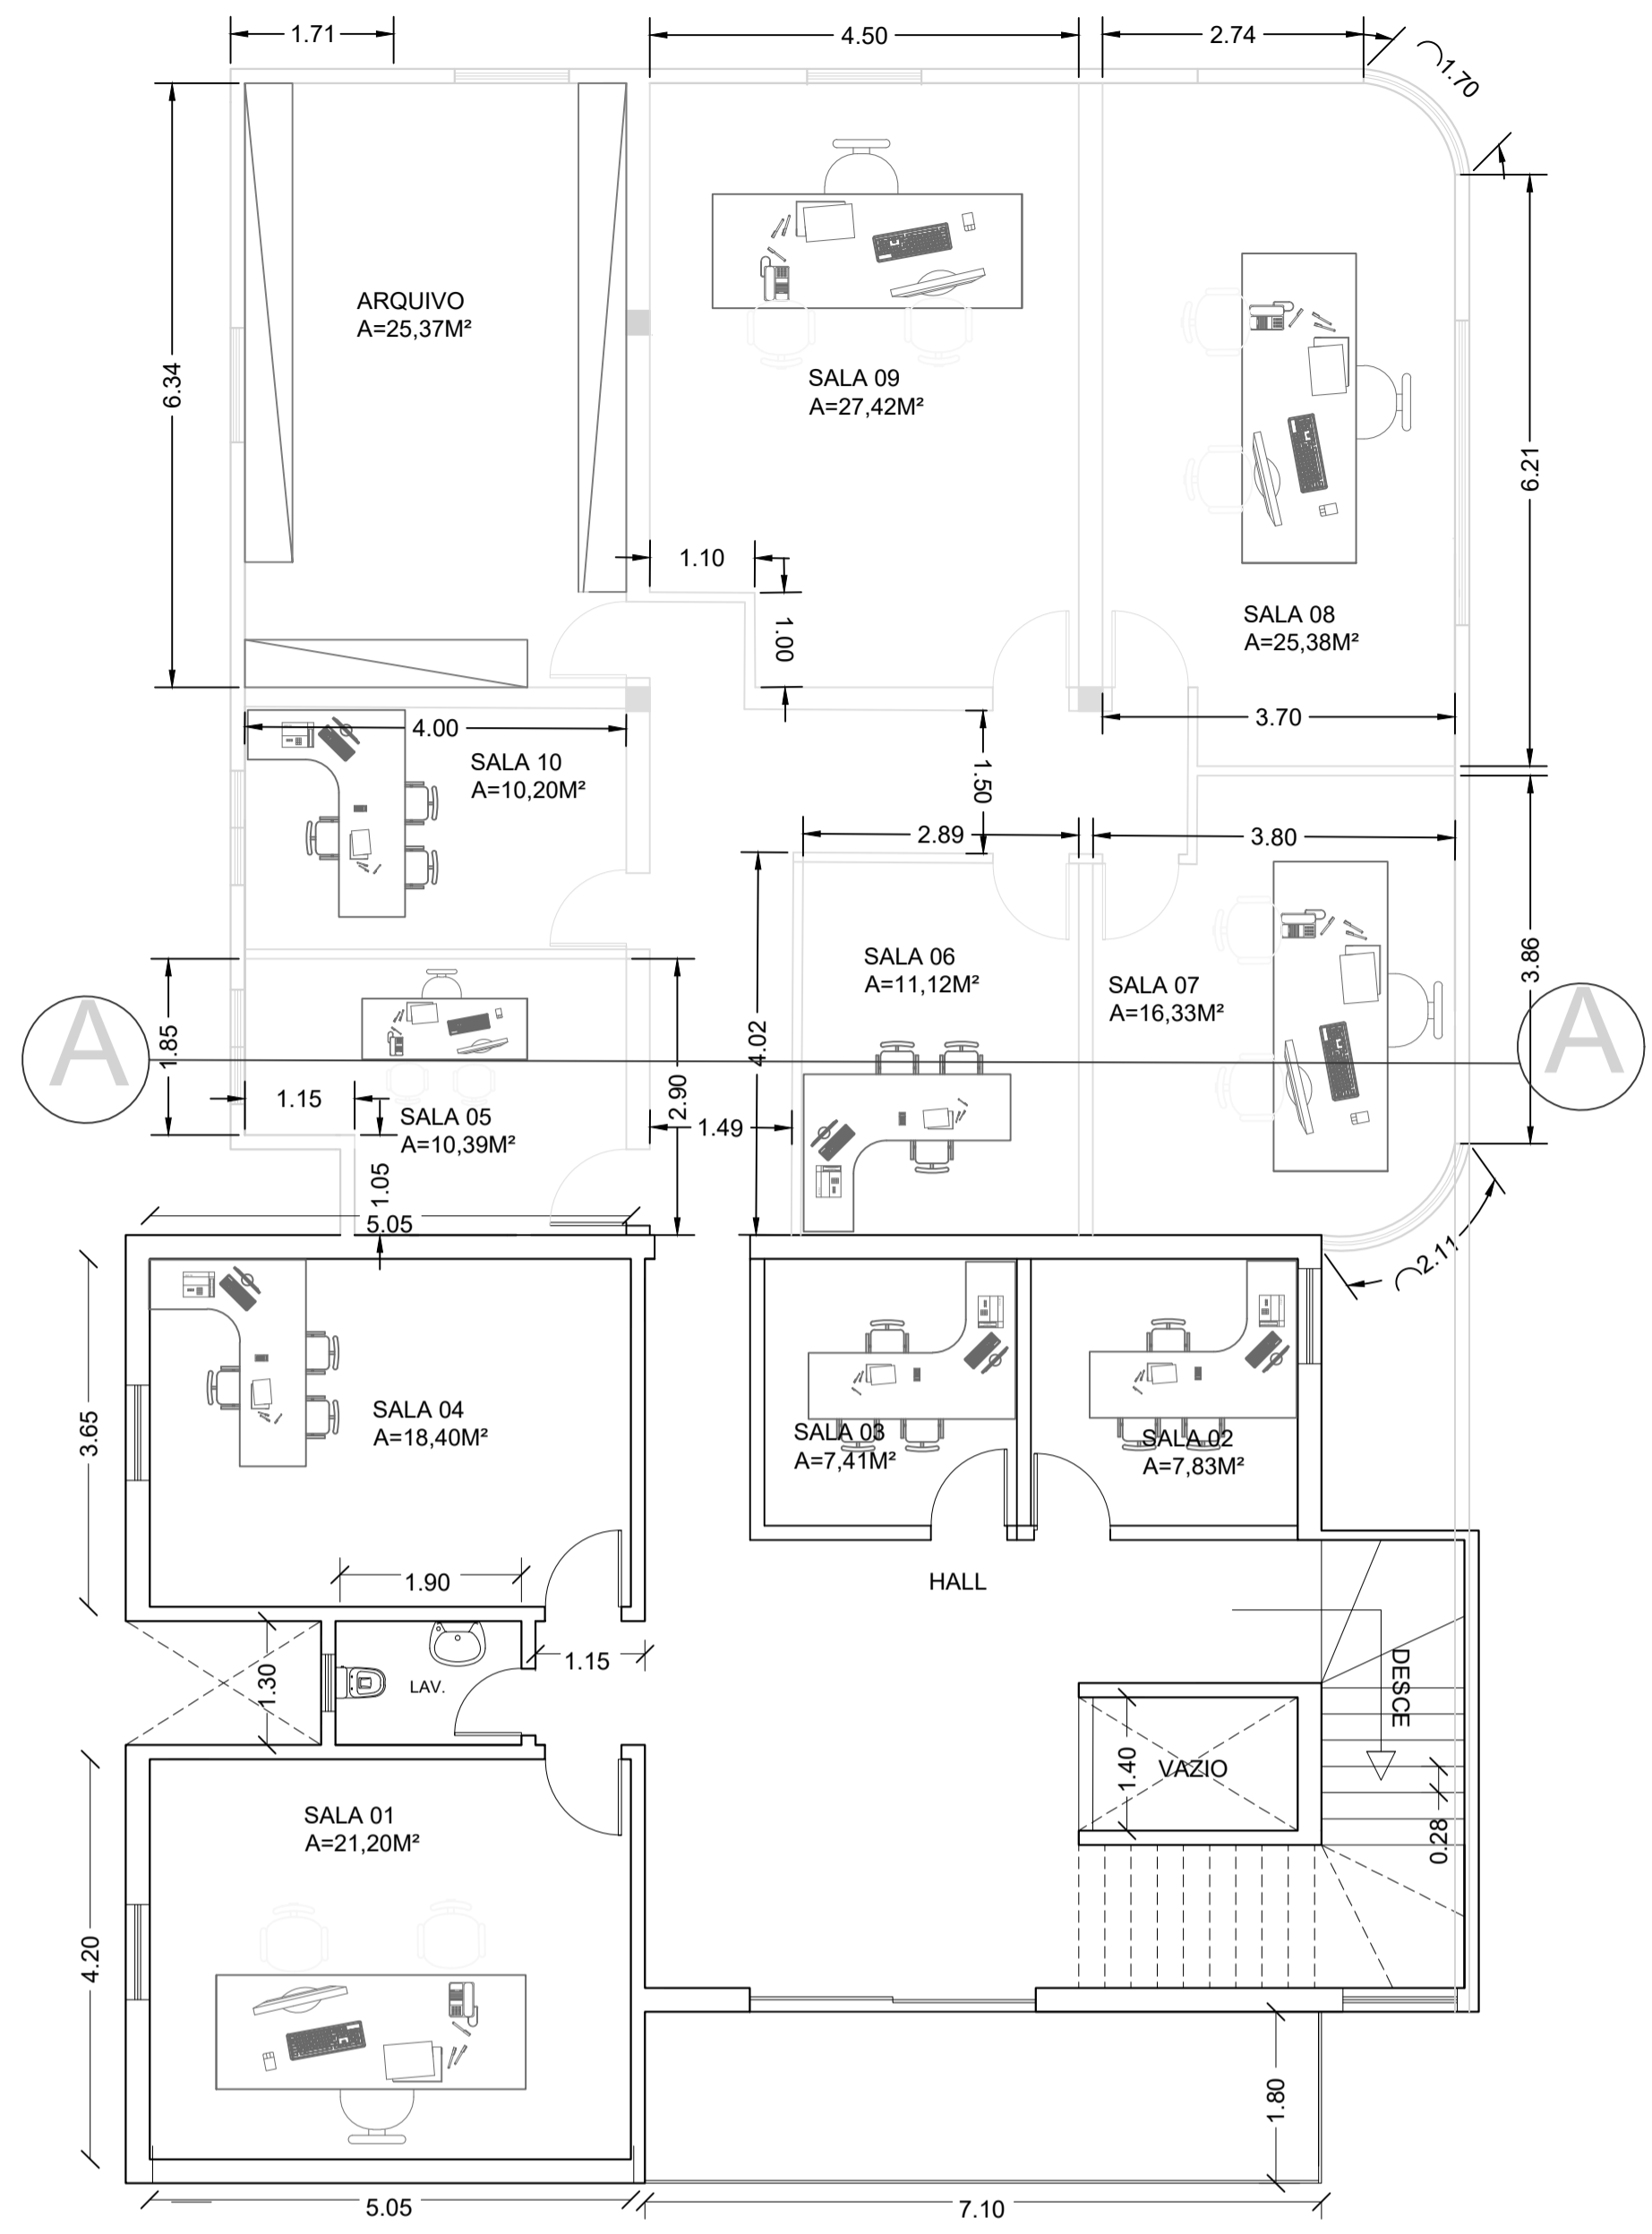 1.71
4.50
2.74
1.70
6.34
ARQUIVO
A=25,37M²
SALA 09
A=27,42M²
6.21
1.10
1.00
SALA 08
A=25,38M²
4.00
3.70
SALA 10
A=10,20M²
1.50
2.89
3.80
SALA 06
A=11,12M²
SALA 07
A=16,33M²
3.86
A
A
1.85
4.02
2.90
1.15
SALA 05
A=10,39M²
1.49
1.05
5.05
2.11
3.65
SALA 04
A=18,40M²
SALA 03
A=7,41M²
SALA 02
A=7,83M²
1.90
HALL
1.15
1.30
LAV.
DESCE
1.40
VAZIO
SALA 01
A=21,20M²
0.28
4.20
1.80
5.05
7.10